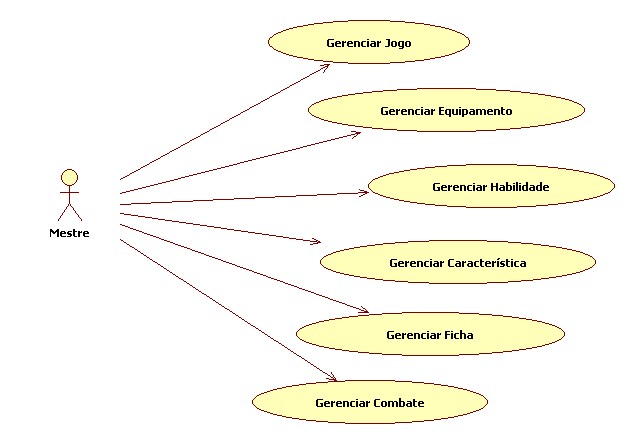 Gerenciar Jogo
Gerenciar Equipamento
Gerenciar Habilidade
Mestre
Gerenciar Característica
Gerenciar Ficha
Gerenciar Combate